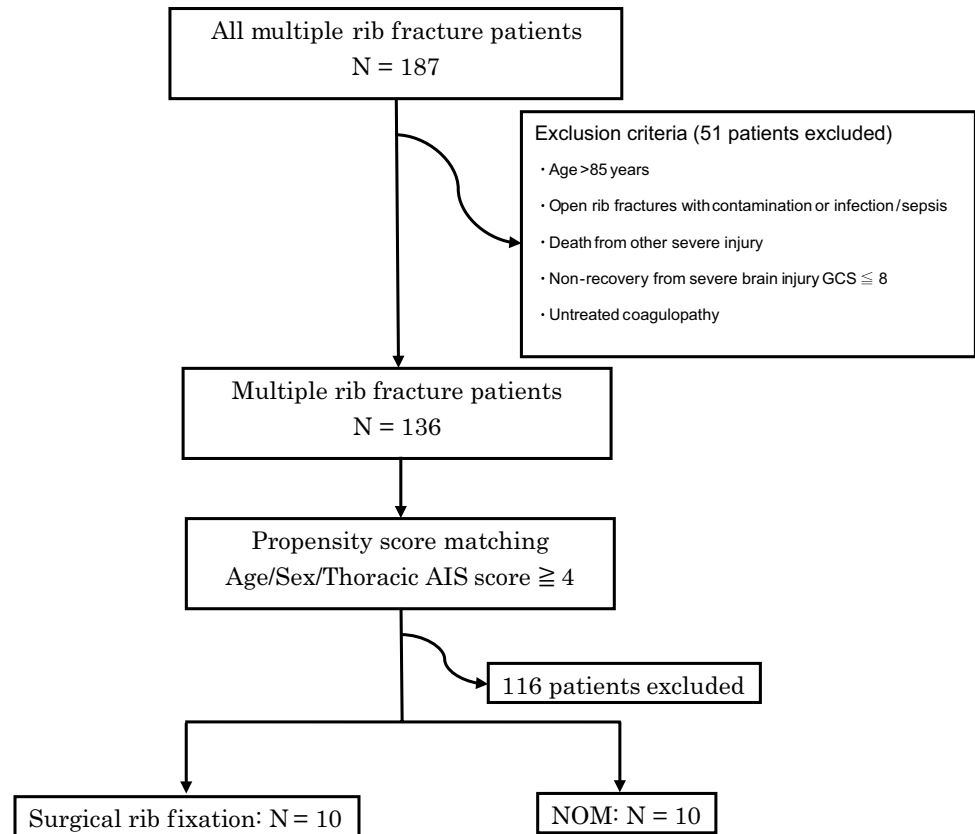 All multiple rib fracture patients
N = 187
Exclusion criteria (51 patients excluded)
・Age >85 years
・Open rib fractures with contamination or infection/sepsis
・Death from other severe injury
・Non-recovery from severe brain injury GCS ≦ 8
・Untreated coagulopathy
Multiple rib fracture patients
N = 136
Propensity score matching
Age/Sex/Thoracic AIS score ≧ 4
116 patients excluded
Surgical rib fixation: N = 10
NOM: N = 10